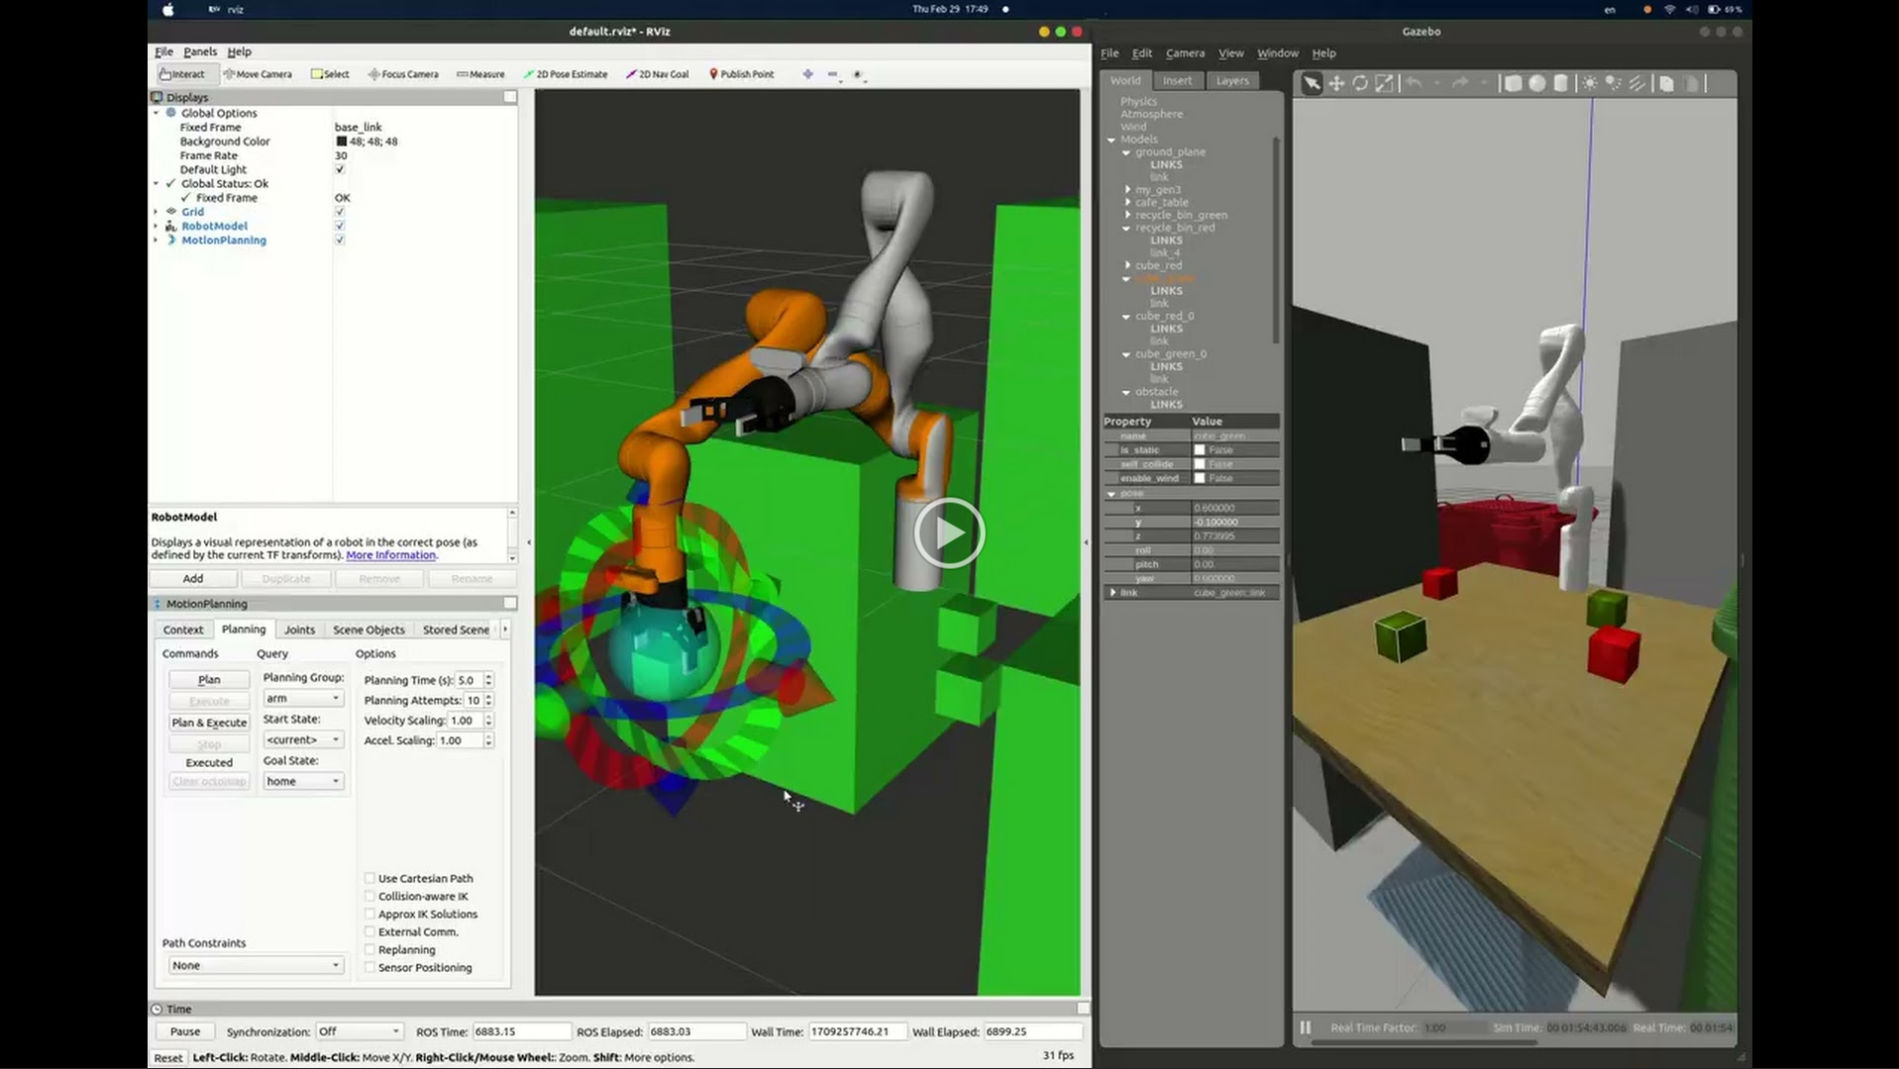 rviz
Thu Feb 29 17:49
en
69 %
default.rviz* - RViz
Gazebo
File Panels Help
File Edit Camera View Window Help
Interact Move Camera Select Focus Camera Measure 2D Pose Estimate 2D Nav Goal Publish Point
World Insert Layers
Displays
Global Options
Fixed Frame base_link
Background Color 48; 48; 48
Frame Rate 30
Default Light
Global Status: Ok
Fixed Frame OK
Grid
RobotModel
MotionPlanning
RobotModel
Displays a visual representation of a robot in the correct pose (as
defined by the current TF transforms). More Information.
Add Duplicate Remove Rename
MotionPlanning
Context Planning Joints Scene Objects Stored Scene
Commands Query Options
Plan
Execute
Plan & Execute
Stop
Executed
Clear octomap
Planning Group:
arm
Start State:
<current>
Goal State:
home
Planning Time (s): 5.0
Planning Attempts: 10
Velocity Scaling: 1.00
Accel. Scaling: 1.00
Use Cartesian Path
Collision-aware IK
Approx IK Solutions
External Comm.
Replanning
Sensor Positioning
Path Constraints
None
Time
Pause Synchronization: Off ROS Time: 6883.15 ROS Elapsed: 6883.03 Wall Time: 1709257746.21 Wall Elapsed: 6899.25
Reset Left-Click: Rotate. Middle-Click: Move X/Y. Right-Click/Mouse Wheel:: Zoom. Shift: More options. 31 fps
Physics
Atmosphere
Wind
Models
ground_plane
LINKS
link
my_gen3
cafe_table
recycle_bin_green
recycle_bin_red
LINKS
link_4
cube_red
LINKS
link
cube_red_0
LINKS
link
cube_green_0
LINKS
link
obstacle
LINKS
Property Value
name cube_green
is_static False
self_collide False
enable_wind False
pose
x 0.600000
y -0.100000
z 0.773995
roll 0.00
pitch 0.00
yaw
link cube_green::link
Real Time Factor: 1.00 Sim Time: 00 01:54:43.006 Real Time: 00 01:54